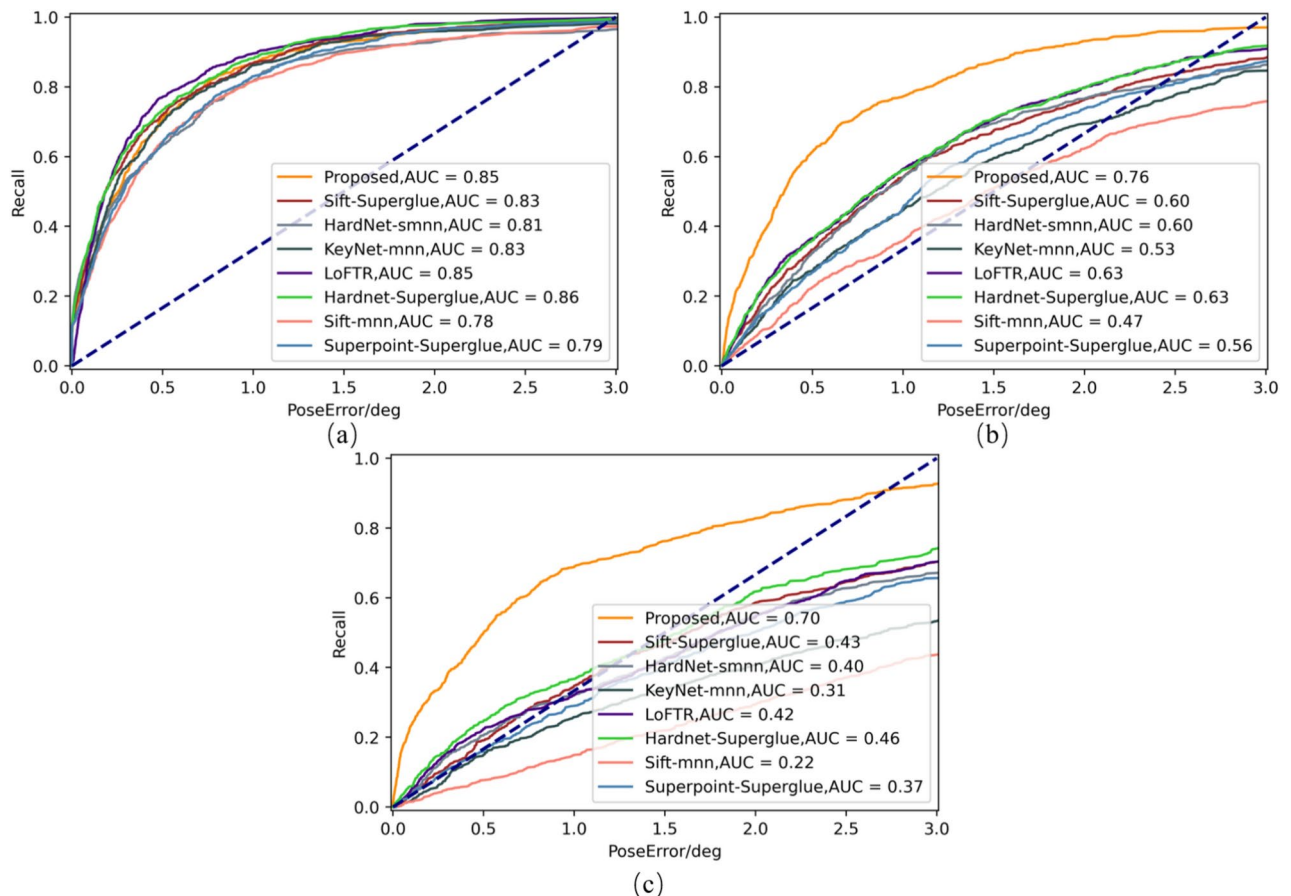 1.0
0.8
0.6
0.4
0.2
0.0
Recall
Proposed,AUC = 0.85
Sift-Superglue,AUC = 0.83
HardNet-smnn,AUC = 0.81
KeyNet-mnn,AUC = 0.83
LoFTR,AUC = 0.85
Hardnet-Superglue,AUC = 0.86
Sift-mnn,AUC = 0.78
Superpoint-Superglue,AUC = 0.79
0.0 0.5 1.0 1.5 2.0 2.5 3.0
PoseError/deg
(a)
1.0
0.8
0.6
0.4
0.2
0.0
Recall
Proposed,AUC = 0.76
Sift-Superglue,AUC = 0.60
HardNet-smnn,AUC = 0.60
KeyNet-mnn,AUC = 0.53
LoFTR,AUC = 0.63
Hardnet-Superglue,AUC = 0.63
Sift-mnn,AUC = 0.47
Superpoint-Superglue,AUC = 0.56
0.0 0.5 1.0 1.5 2.0 2.5 3.0
PoseError/deg
(b)
1.0
0.8
0.6
0.4
0.2
0.0
Recall
Proposed,AUC = 0.70
Sift-Superglue,AUC = 0.43
HardNet-smnn,AUC = 0.40
KeyNet-mnn,AUC = 0.31
LoFTR,AUC = 0.42
Hardnet-Superglue,AUC = 0.46
Sift-mnn,AUC = 0.22
Superpoint-Superglue,AUC = 0.37
0.0 0.5 1.0 1.5 2.0 2.5 3.0
PoseError/deg
(c)